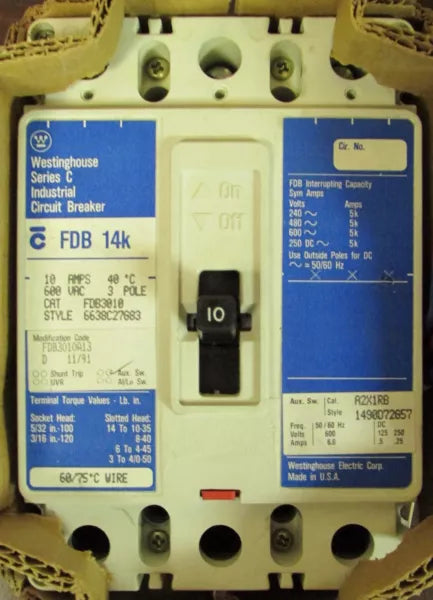 Westinghouse
Series C
Industrial
Circuit Breaker
FDB 14k
10 AMPS 40 °C
600 VAC 3 POLE
CAT FDB3010
STYLE 6638C27G83
Modification Code
FDB3010A13
D 11/91
Shunt Trip
Aux. Sw.
UVR
Al/Lo Sw.
Terminal Torque Values - Lb. in.
Socket Head: Slotted Head:
5/32 in.-100 14 To 10-35
3/16 in.-120 8-40
6 To 4-45
3 To 4/0-50
60/75°C WIRE
On
Off
10
Cir. No.
FDB Interrupting Capacity
Sym Amps
Volts Amps
240 ~ 5k
480 ~ 5k
600 ~ 5k
250 DC ~ 5k
Use Outside Poles for DC
~ = 50/60 Hz
Aux. Sw. Cat. A2X1RB
Style 1490D72G57
Freq. 50/60 Hz DC
Volts 600 125 250
Amps 6.0 .5 .25
Westinghouse Electric Corp.
Made in U.S.A.